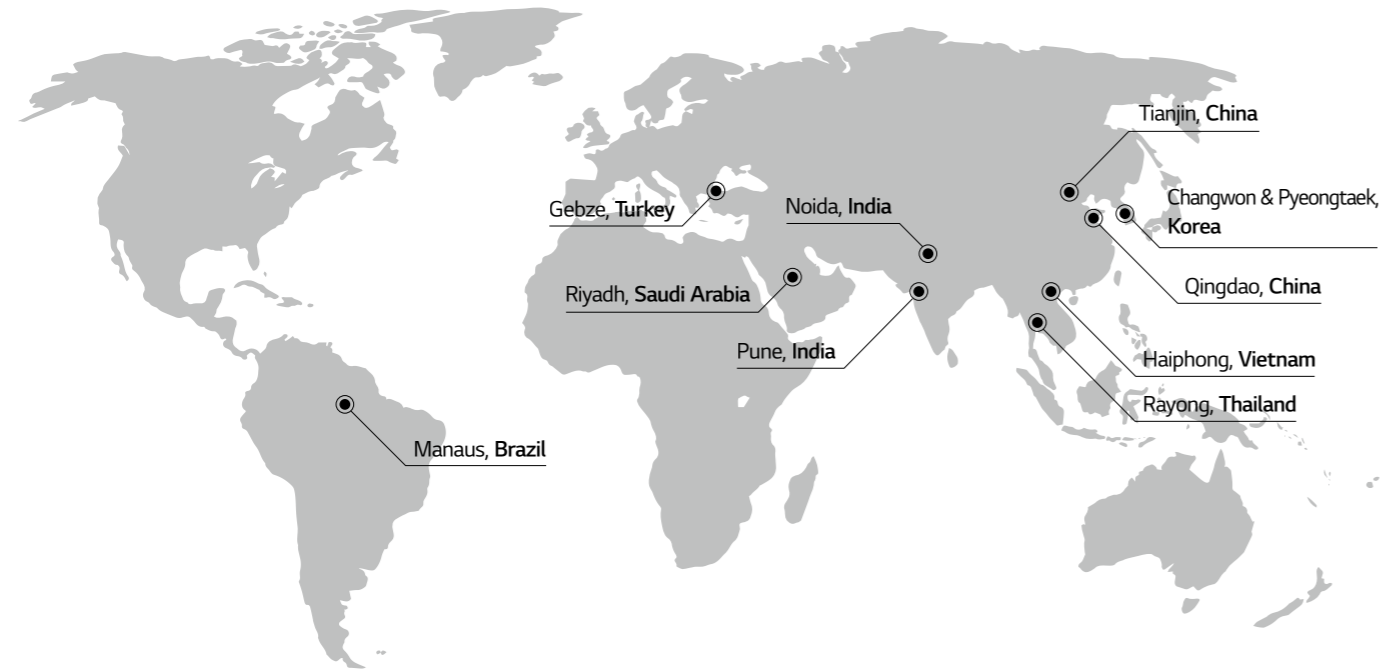 Tianjin, China
Changwon & Pyeongtaek,
Korea
Gebze, Turkey
Noida, India
Qingdao, China
Riyadh, Saudi Arabia
Pune, India
Haiphong, Vietnam
Rayong, Thailand
Manaus, Brazil